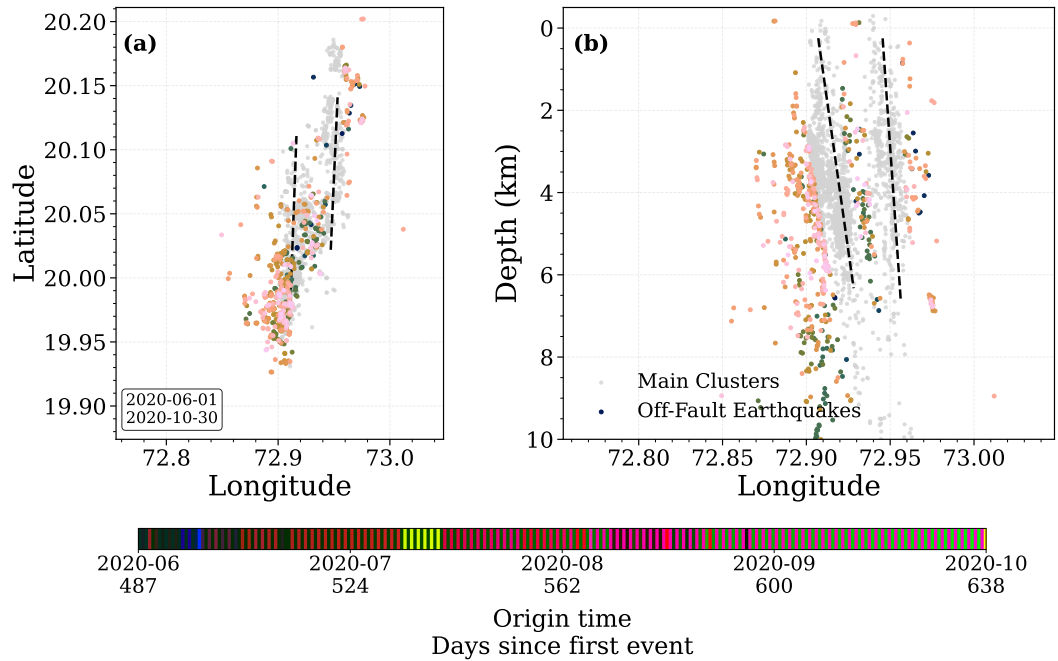 (a)
20.20
20.15
20.10
20.05
20.00
19.95
19.90
Latitude
2020-06-01
2020-10-30
72.8 72.9 73.0
Longitude
(b)
0
2
4
6
8
10
Depth (km)
Main Clusters
Off-Fault Earthquakes
72.80 72.85 72.90 72.95 73.00
Longitude
2020-06 2020-07 2020-08 2020-09 2020-10
487 524 562 600 638
Origin time
Days since first event